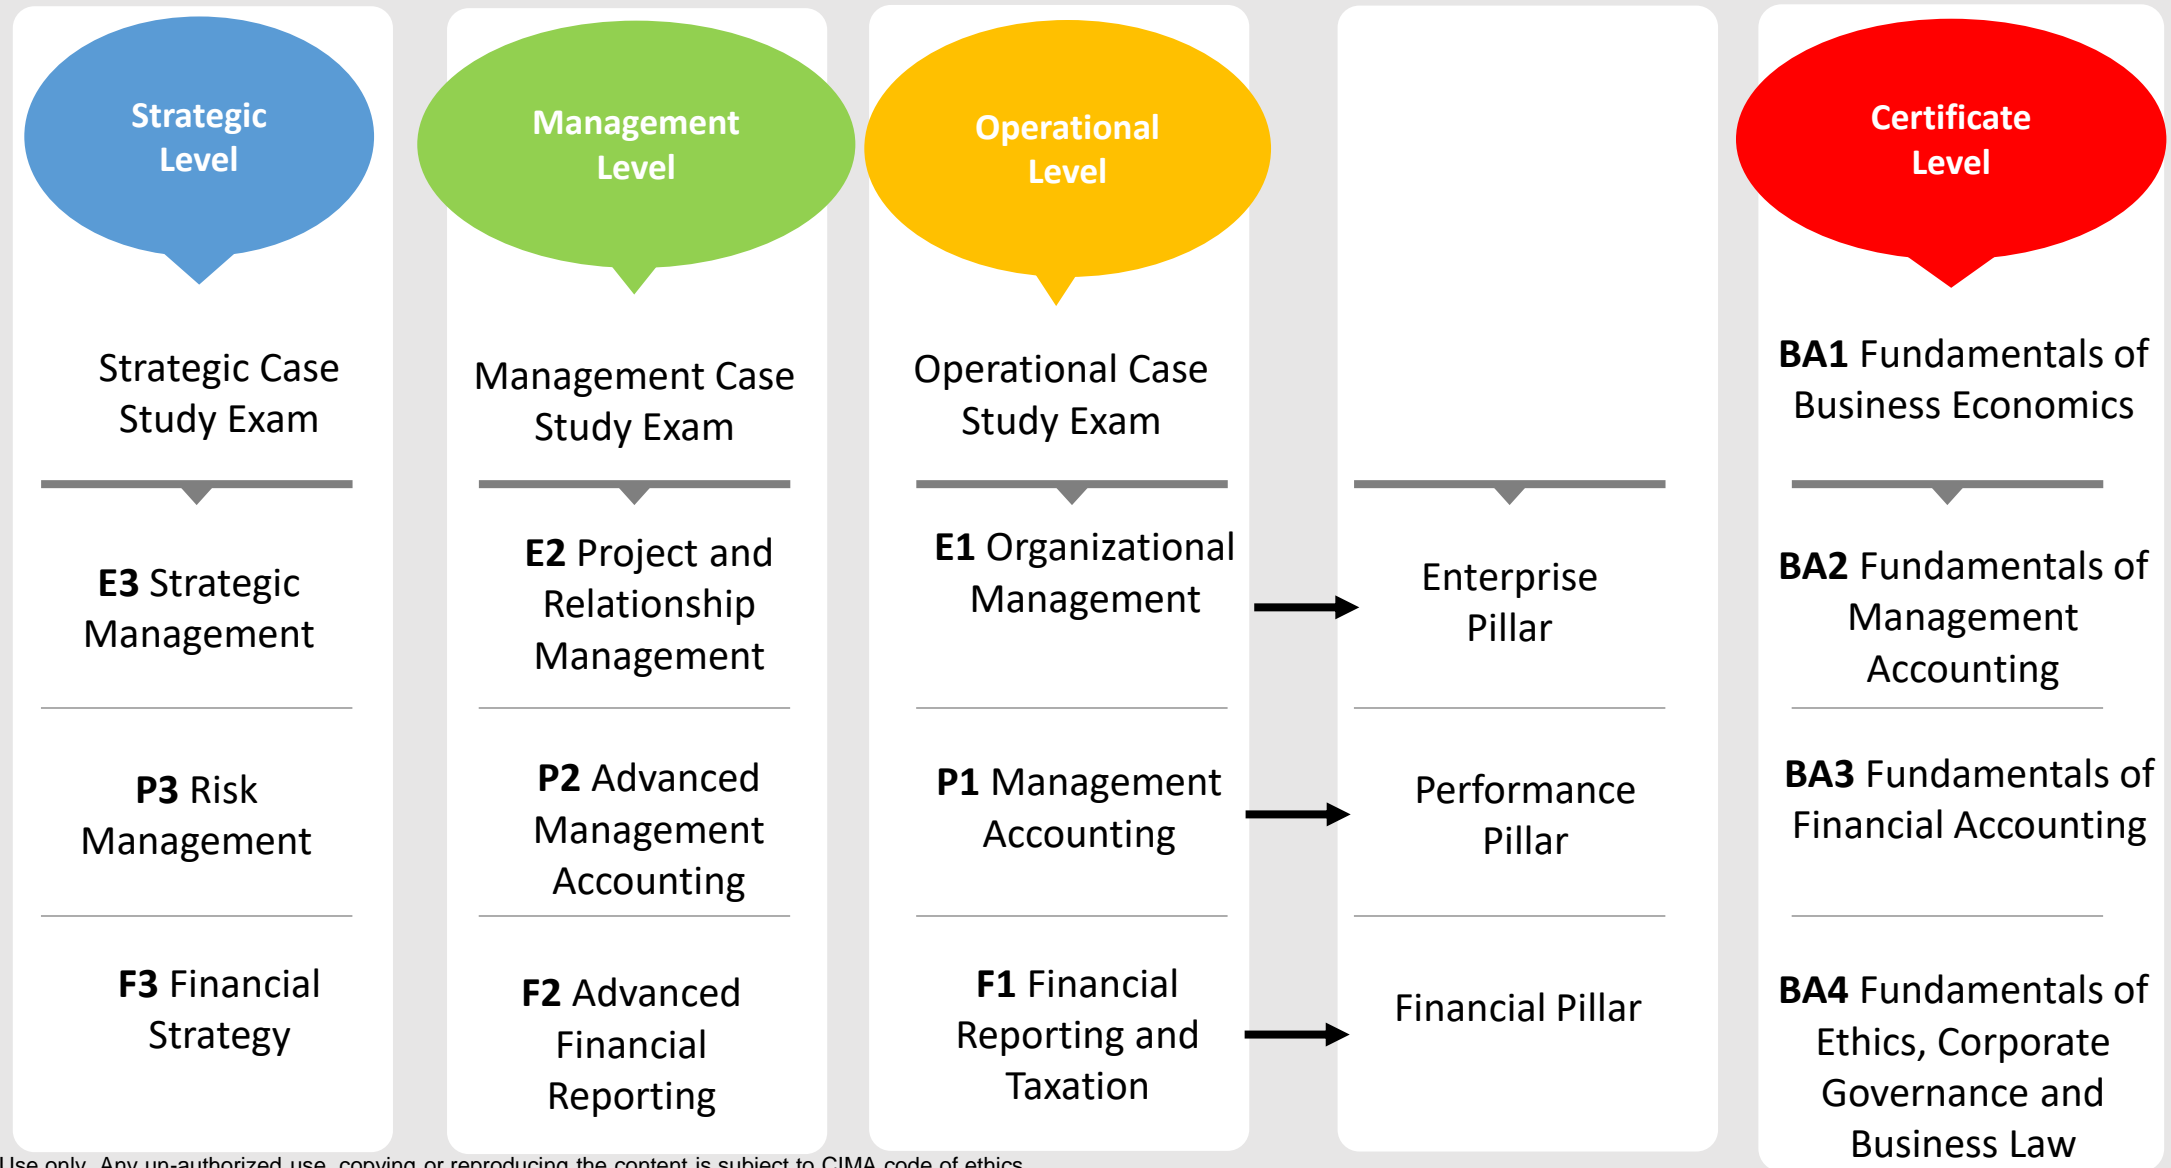 Strategic
Level
Strategic Case
Study Exam
E3 Strategic
Management
P3 Risk
Management
F3 Financial
Strategy
Management
Level
Management Case
Study Exam
E2 Project and
Relationship
Management
P2 Advanced
Management
Accounting
F2 Advanced
Financial
Reporting
Operational
Level
Operational Case
Study Exam
E1 Organizational
Management
P1 Management
Accounting
F1 Financial
Reporting and
Taxation
Enterprise
Pillar
Performance
Pillar
Financial Pillar
Certificate
Level
BA1 Fundamentals of
Business Economics
BA2 Fundamentals of
Management
Accounting
BA3 Fundamentals of
Financial Accounting
BA4 Fundamentals of
Ethics, Corporate
Governance and
Business Law
Use only. Any un-authorized use, copying or reproducing the content is subject to CIMA code of ethics